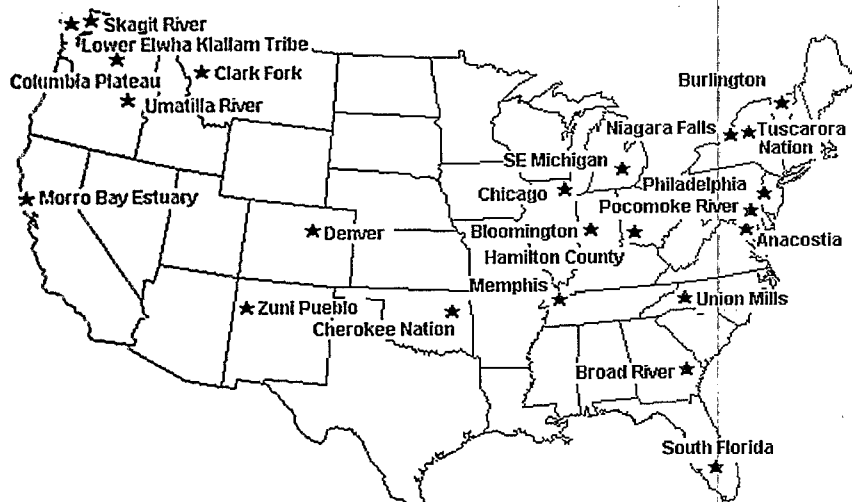 Skagit River
Lower Elwha Klallam Tribe
Columbia Plateau
Clark Fork
Umatilla River
Burlington
Niagara Falls
Tuscarora
Nation
SE Michigan
Chicago
Philadelphia
Morro Bay Estuary
Pocomoke River
Denver
Bloomington
Anacostia
Hamilton County
Memphis
Zuni Pueblo
Union Mills
Cherokee Nation
Broad River
South Florida